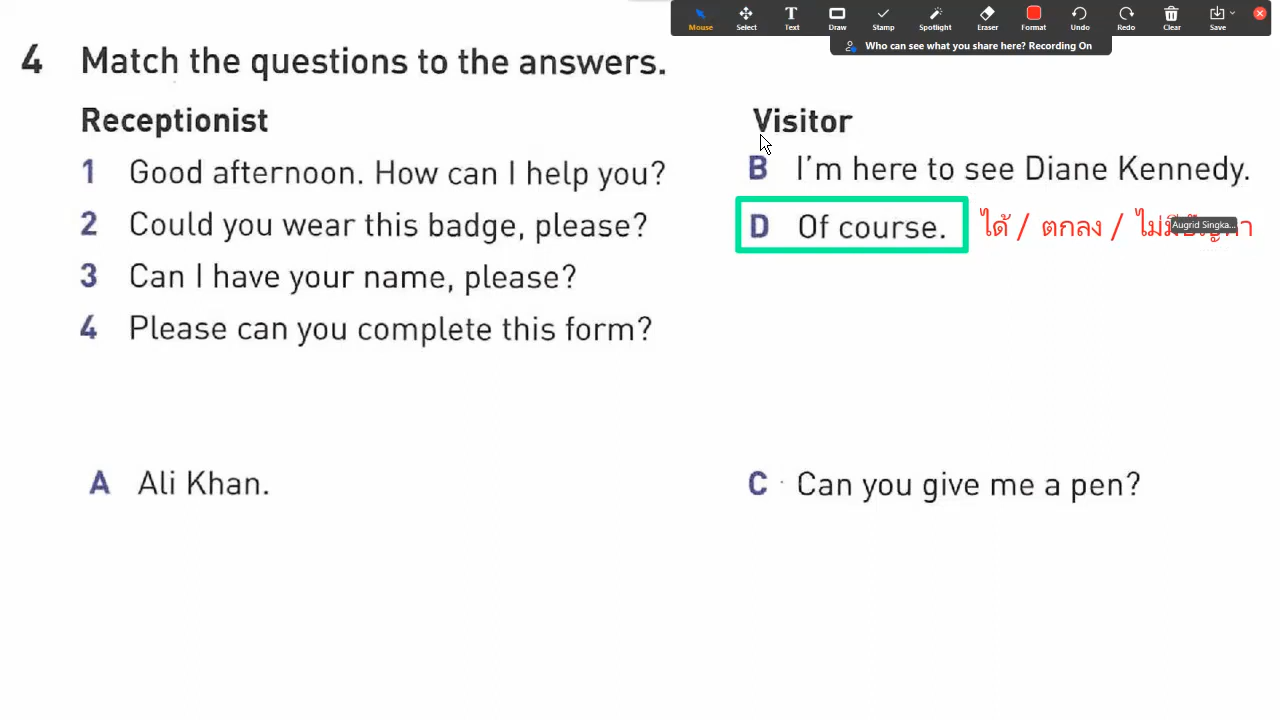 Mouse Select Text Draw Stamp Spotlight Eraser Format Undo Redo Clear Save
Who can see what you share here? Recording On
4 Match the questions to the answers.
Receptionist Visitor
1 Good afternoon. How can I help you? B I'm here to see Diane Kennedy.
2 Could you wear this badge, please? D Of course. ได้ / ตกลง /
Augrid Singka...
3 Can I have your name, please?
4 Please can you complete this form?
A Ali Khan. C Can you give me a pen?